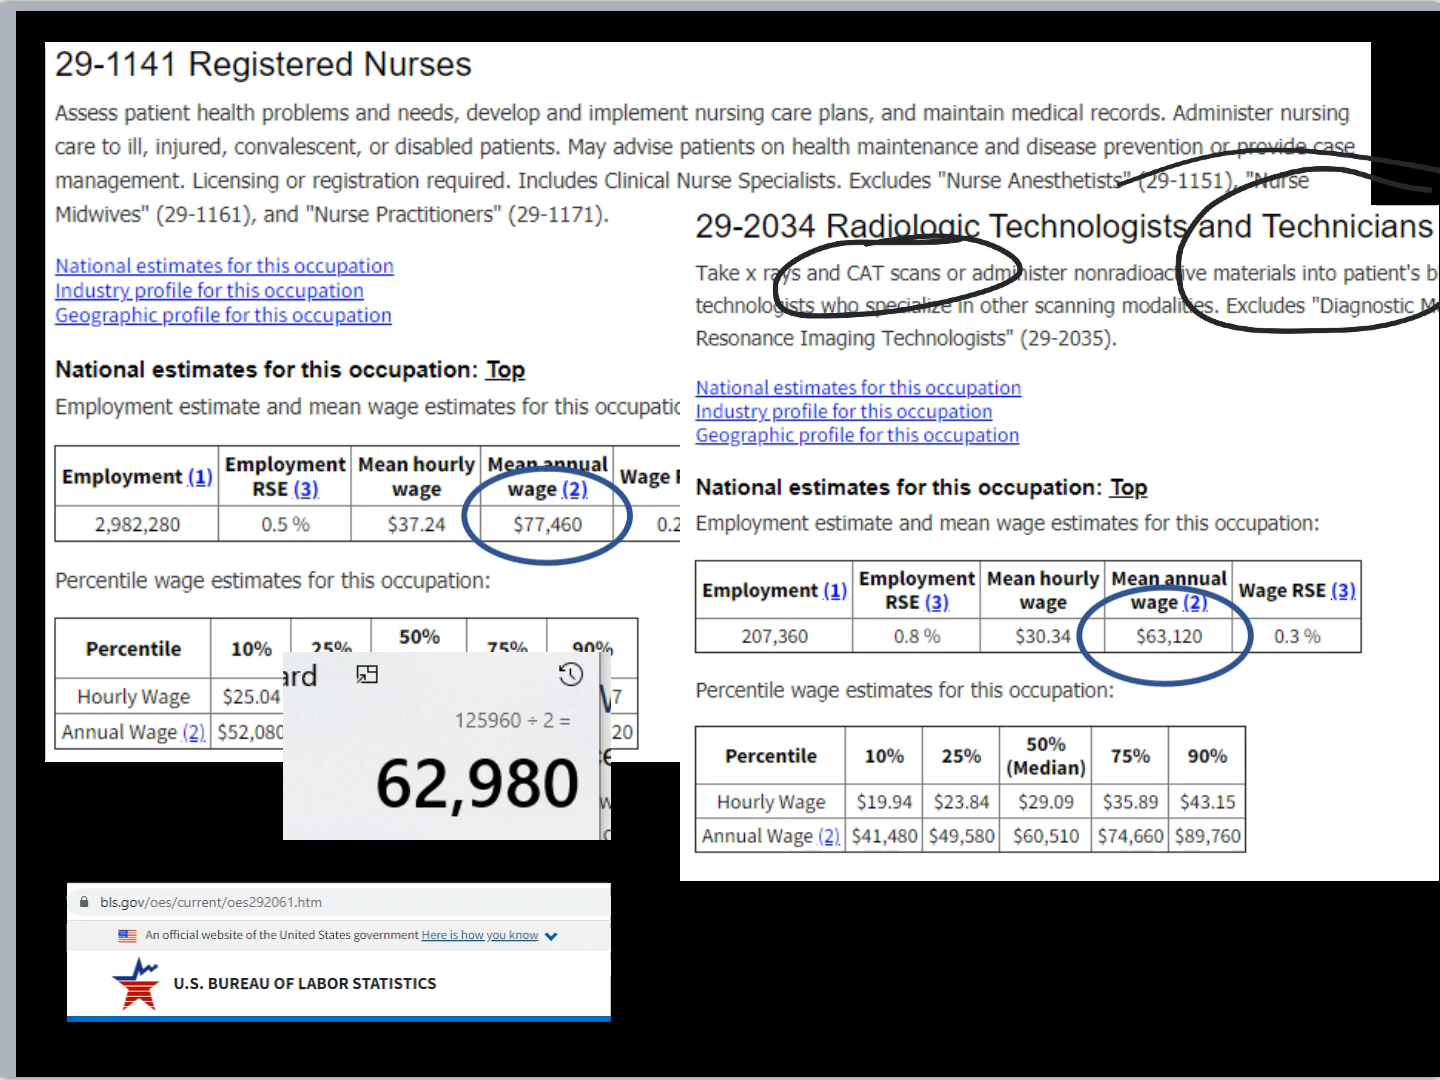 29-1141 Registered Nurses
Assess patient health problems and needs, develop and implement nursing care plans, and maintain medical records. Administer nursing
care to ill, injured, convalescent, or disabled patients. May advise patients on health maintenance and disease prevention or provide case
management. Licensing or registration required. Includes Clinical Nurse Specialists. Excludes "Nurse Anesthetists" (29-1151), "Nurse
Midwives" (29-1161), and "Nurse Practitioners" (29-1171).
National estimates for this occupation
Industry profile for this occupation
Geographic profile for this occupation
National estimates for this occupation: Top
Employment estimate and mean wage estimates for this
Employment (1) Employment RSE (3) Mean hourly wage Mean annual wage (2) Wage
2,982,280 0.5 % $37.24 $77,460 0.2
Percentile wage estimates for this occupation:
Percentile 10% 25% 50% 75% 90%
Hourly Wage $25.04 7
Annual Wage (2) $52,080 20
ard
125960 ÷ 2 =
62,980
29-2034 Radiologic Technologists and Technicians
Take x rays and CAT scans or administer nonradioactive materials into patient's b
technologists who specialize in other scanning modalities. Excludes "Diagnostic M
Resonance Imaging Technologists" (29-2035).
National estimates for this occupation
Industry profile for this occupation
Geographic profile for this occupation
National estimates for this occupation: Top
Employment estimate and mean wage estimates for this occupation:
Employment (1) Employment RSE (3) Mean hourly wage Mean annual wage (2) Wage RSE (3)
207,360 0.8 % $30.34 $63,120 0.3 %
Percentile wage estimates for this occupation:
Percentile 10% 25% 50% (Median) 75% 90%
Hourly Wage $19.94 $23.84 $29.09 $35.89 $43.15
Annual Wage (2) $41,480 $49,580 $60,510 $74,660 $89,760
bls.gov/oes/current/oes292061.htm
An official website of the United States government Here is how you know
U.S. BUREAU OF LABOR STATISTICS